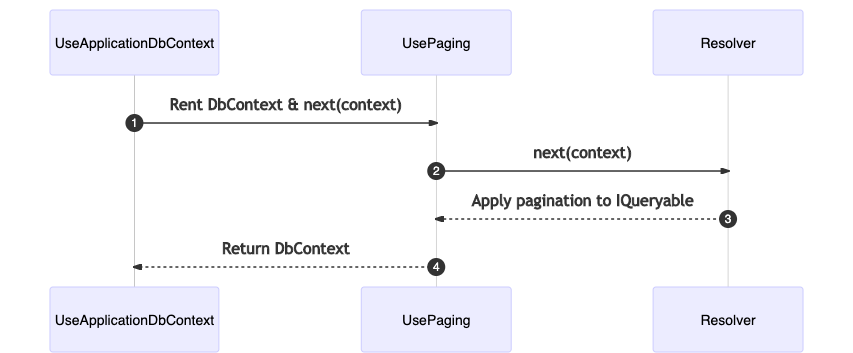 UseApplicationDbContext
UsePaging
Resolver
Rent DbContext & next(context)
1
next(context)
2
Apply pagination to IQueryable
3
Return DbContext
4
UseApplicationDbContext
UsePaging
Resolver